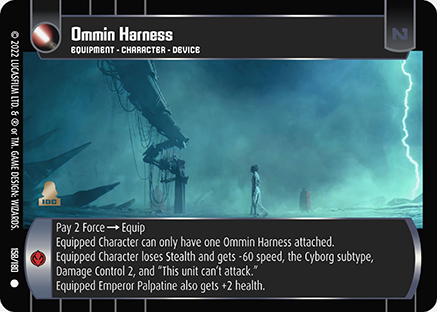 Ommin Harness
EQUIPMENT - CHARACTER - DEVICE
N
© 2022 LUCASFILM LTD. & ® or TM. GAME DESIGN: WIZARDS.
158/180
IDC
Pay 2 Force → Equip
Equipped Character can only have one Ommin Harness attached.
Equipped Character loses Stealth and gets -60 speed, the Cyborg subtype,
Damage Control 2, and “This unit can’t attack.”
Equipped Emperor Palpatine also gets +2 health.